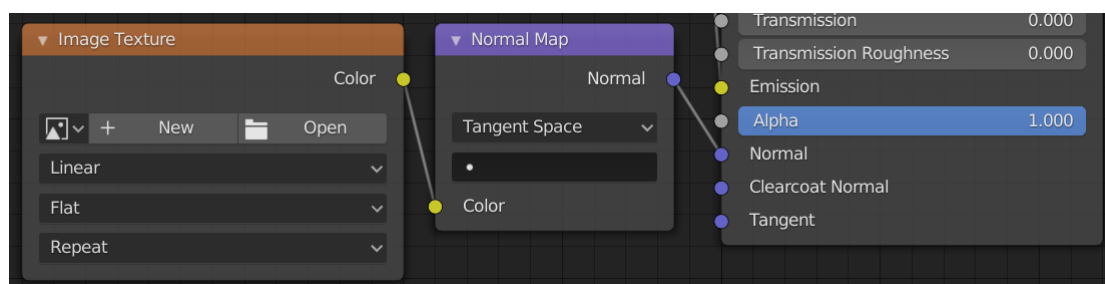 Image Texture
Color
New
Open
Linear
Flat
Repeat
Normal Map
Normal
Tangent Space
Color
Transmission 0.000
Transmission Roughness 0.000
Emission
Alpha 1.000
Normal
Clearcoat Normal
Tangent